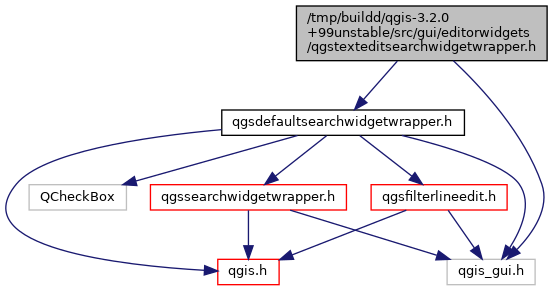 /tmp/buildd/qgis-3.2.0
+99unstable/src/gui/editorwidgets
/qgstexteditsearchwidgetwrapper.h
qgsdefaultsearchwidgetwrapper.h
QCheckBox
qgssearchwidgetwrapper.h
qgsfilterlineedit.h
qgis.h
qgis_gui.h